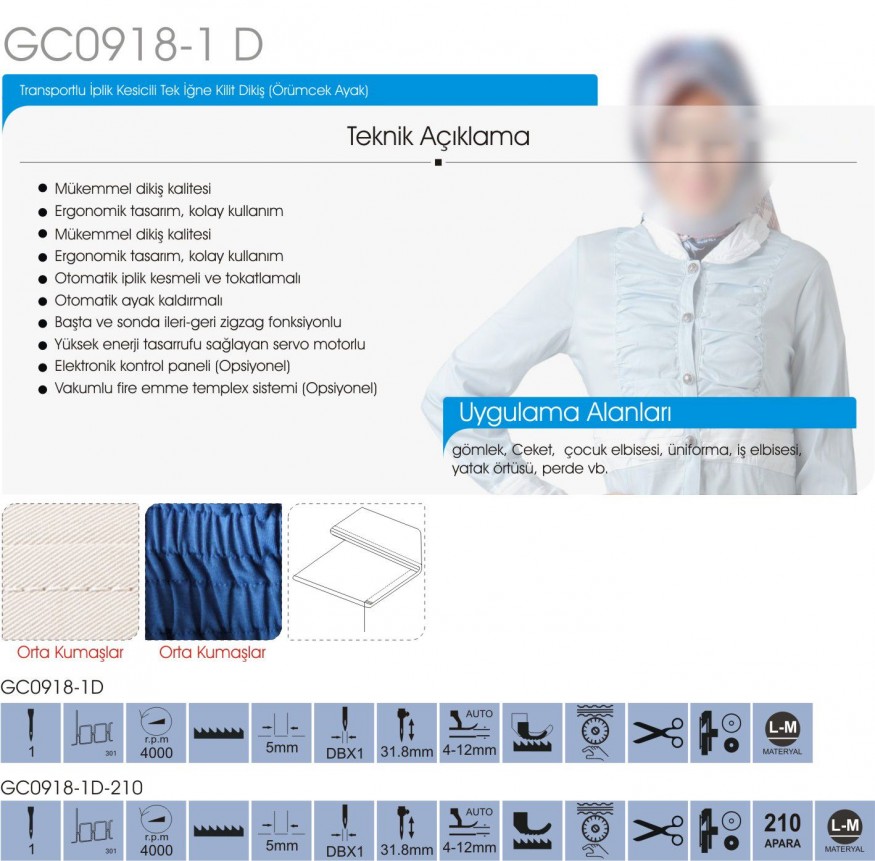 GC0918-1 D
Transportlu İplik Kesicili Tek İğne Kilit Dikiş (Örümcek Ayak)
Teknik Açıklama
Mükemmel dikiş kalitesi
Ergonomik tasarım, kolay kullanım
Mükemmel dikiş kalitesi
Ergonomik tasarım, kolay kullanım
Otomatik iplik kesmeli ve tokatlamalı
Otomatik ayak kaldırmalı
Başta ve sonda ileri-geri zigzag fonksiyonlu
Yüksek enerji tasarrufu sağlayan servo motorlu
Elektronik kontrol paneli (Opsiyonel)
Vakumlu fire emme templex sistemi (Opsiyonel)
Uygulama Alanları
gömlek, Ceket, çocuk elbisesi, üniforma, iş elbisesi,
yatak örtüsü, perde vb.
Orta Kumaşlar
Orta Kumaşlar
GC0918-1D
1
301
r.p.m
4000
5mm
DBX1
31.8mm
AUTO
4-12mm
L-M
MATERYAL
GC0918-1D-210
1
301
r.p.m
4000
5mm
DBX1
31.8mm
AUTO
4-12mm
210
APARA
L-M
MATERYAL